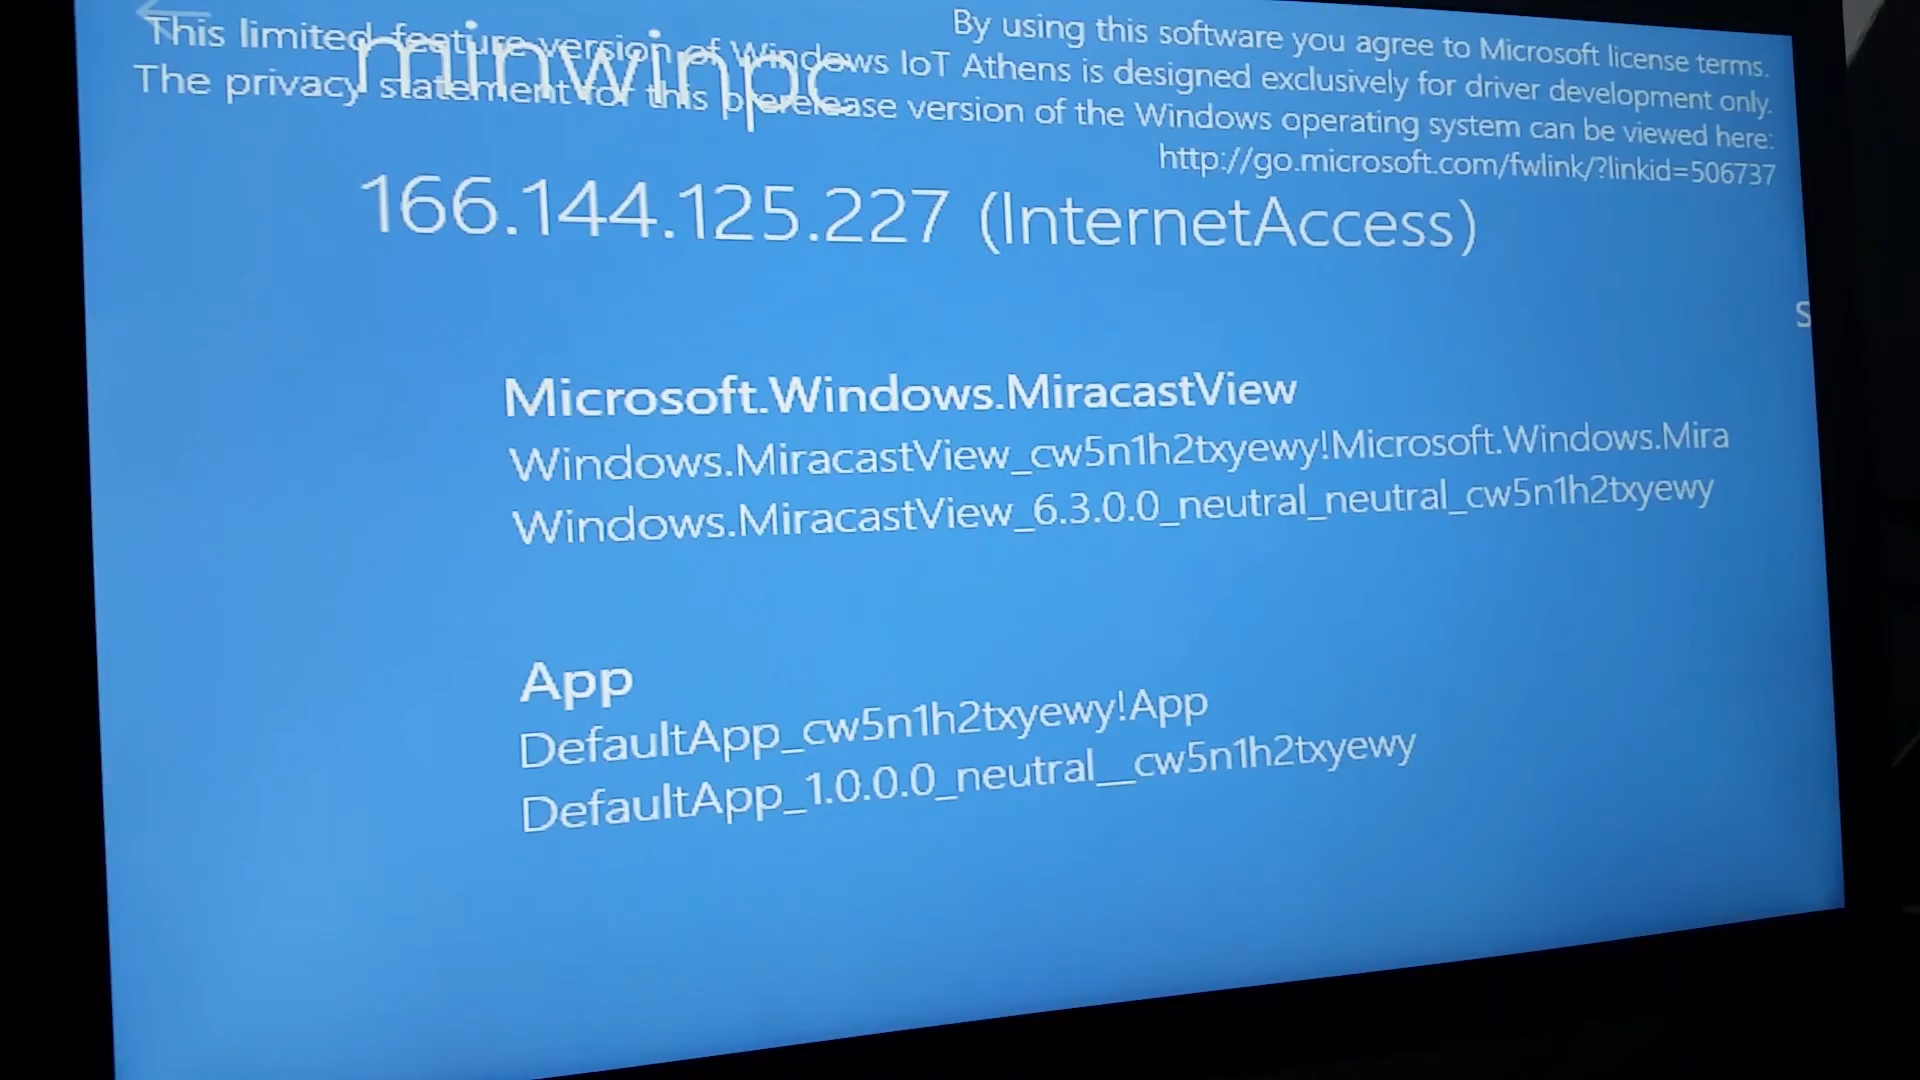 By using this software you agree to Microsoft license terms.
This limited feature version of Windows IoT Athens is designed exclusively for driver development only.
The privacy statement for this prerelease version of the Windows operating system can be viewed here:
http://go.microsoft.com/fwlink/?linkid=506737
minwinpc
166.144.125.227 (InternetAccess)
S
Microsoft.Windows.MiracastView
Windows.MiracastView_cw5n1h2txyewy!Microsoft.Windows.Mira
Windows.MiracastView_6.3.0.0_neutral_neutral_cw5n1h2txyewy
App
DefaultApp_cw5n1h2txyewy!App
DefaultApp_1.0.0.0_neutral__cw5n1h2txyewy